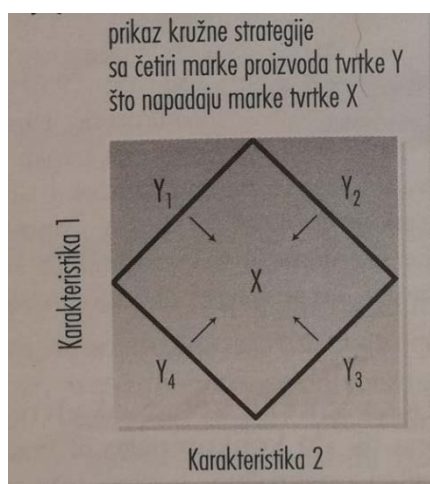 prikaz kružne strategije
sa četiri marke proizvoda tvrtke Y
što napadaju marke tvrtke X
Y₁
Y₂
Karakteristika 1
X
Y₄
Y₃
Karakteristika 2